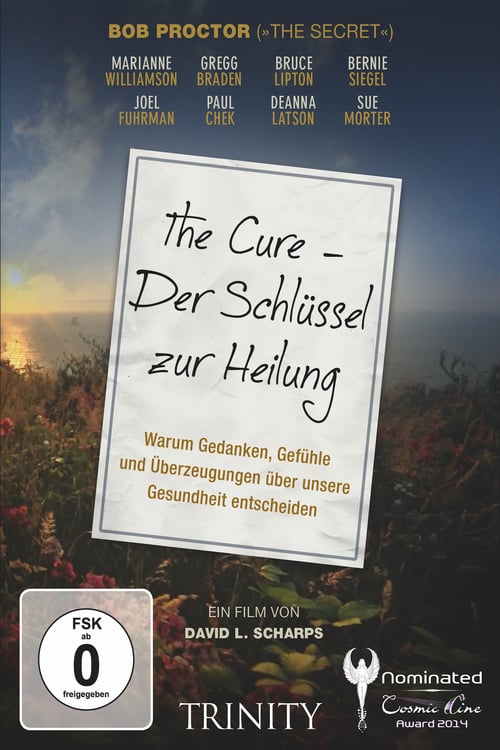 BOB PROCTOR (»THE SECRET«)
MARIANNE WILLIAMSON
GREGG BRADEN
BRUCE LIPTON
BERNIE SIEGEL
JOEL FUHRMAN
PAUL CHEK
DEANNA LATSON
SUE MORTER
The Cure –
Der Schlüssel
zur Heilung
Warum Gedanken, Gefühle
und Überzeugungen über unsere
Gesundheit entscheiden
EIN FILM VON
DAVID L. SCHARPS
FSK
ab
0
freigegeben
TRINITY
Nominated
Cosmic Cine
Award 2014